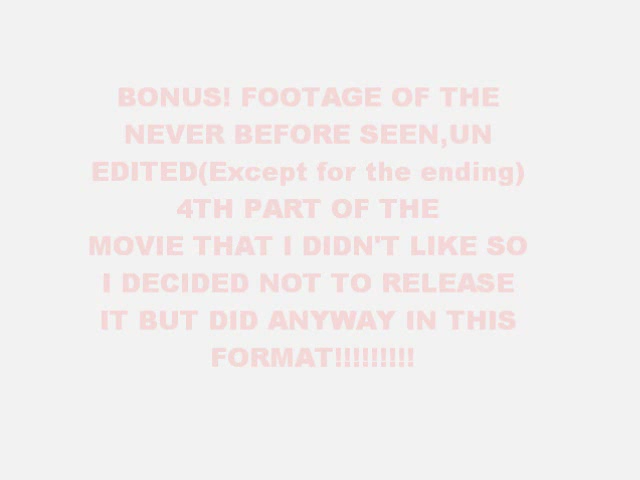 BONUS! FOOTAGE OF THE
NEVER BEFORE SEEN,UN
EDITED(Except for the ending)
4TH PART OF THE
MOVIE THAT I DIDN'T LIKE SO
I DECIDED NOT TO RELEASE
IT BUT DID ANYWAY IN THIS
FORMAT!!!!!!!!!